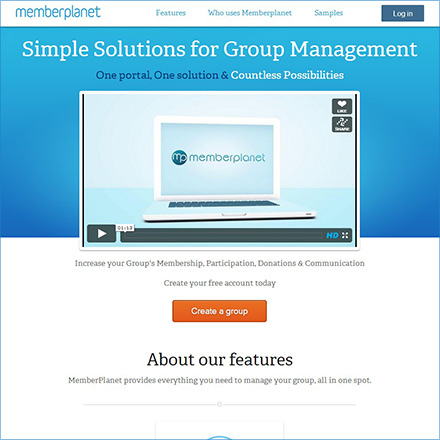 memberplanet
Features
Who uses Memberplanet
Samples
Log in
Simple Solutions for Group Management
One portal, One solution & Countless Possibilities
LIKE
SHARE
mp memberplanet
01:13
HD
Increase your Group's Membership, Participation, Donations & Communication
Create your free account today
Create a group
About our features
MemberPlanet provides everything you need to manage your group, all in one spot.